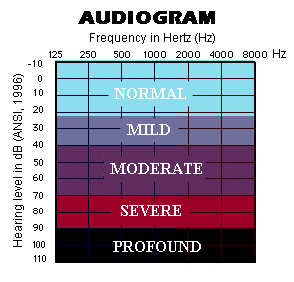 AUDIOGRAM
Frequency in Hertz (Hz)
125 250 500 1000 2000 4000 8000 Hz
Hearing level in dB (ANSI, 1996)
-10
0
10
20
30
40
50
60
70
80
90
100
110
NORMAL
MILD
MODERATE
SEVERE
PROFOUND